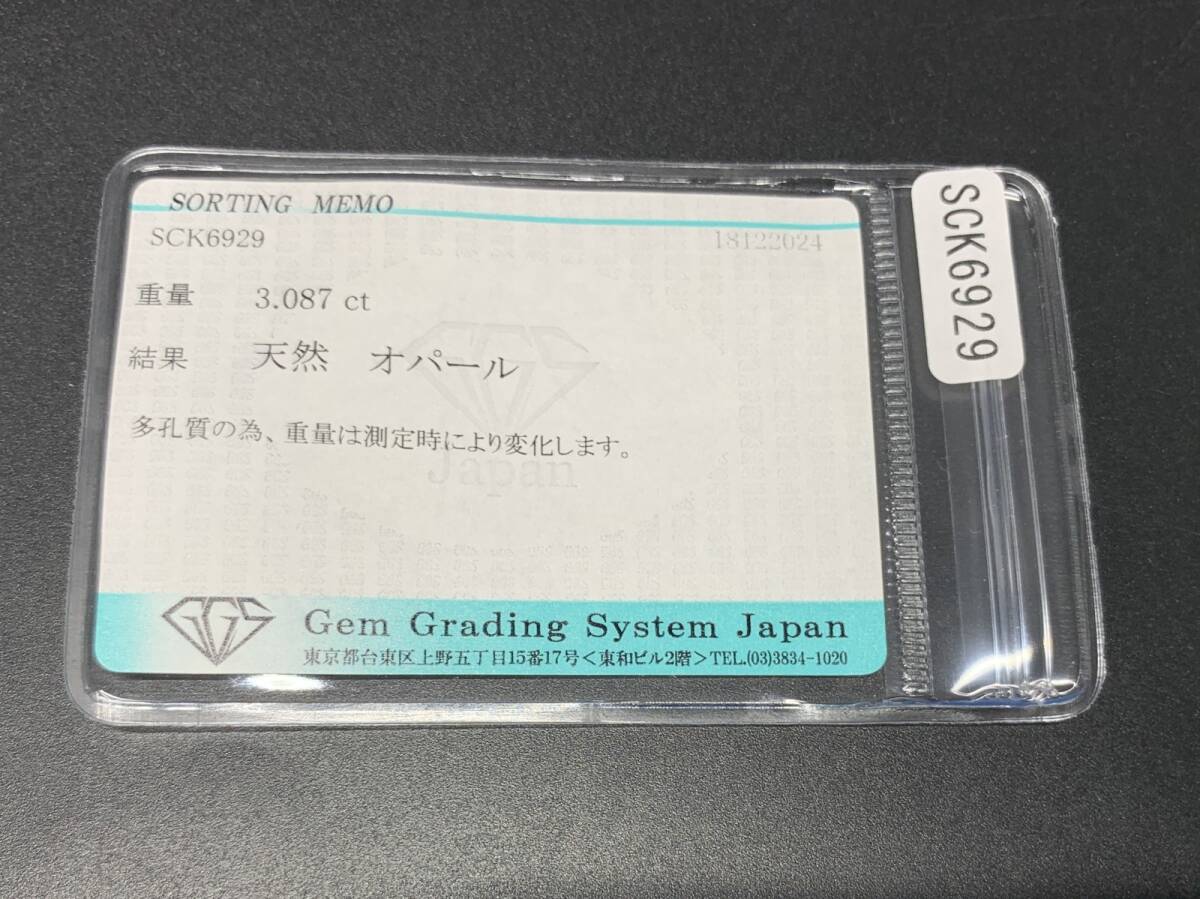 SORTING MEMO
SCK6929 18122024
重量 3.087 ct
結果 天然 オパール
多孔質の為、重量は測定時により変化します。
Japan
GGS Gem Grading System Japan
東京都台東区上野五丁目15番17号＜東和ビル2階＞TEL.(03)3834-1020
SCK6929